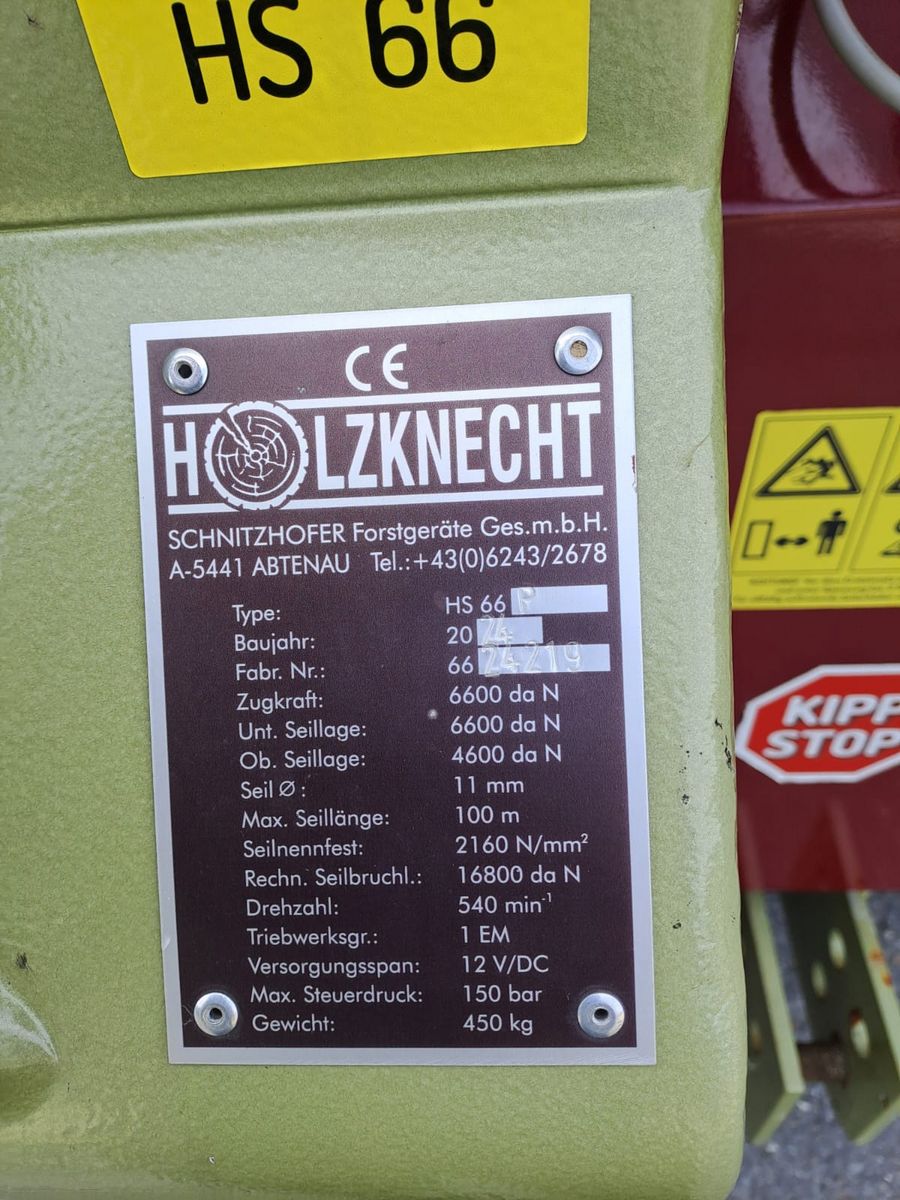 HS 66
CE
HOLZKNECHT
SCHNITZHOFER Forstgeräte Ges.m.b.H.
A-5441 ABTENAU Tel.:+43(0)6243/2678
Type: HS 66 P
Baujahr: 20 24
Fabr. Nr.: 66 24219
Zugkraft: 6600 da N
Unt. Seillage: 6600 da N
Ob. Seillage: 4600 da N
Seil Ø : 11 mm
Max. Seillänge: 100 m
Seilnennfest: 2160 N/mm²
Rechn. Seilbruchl.: 16800 da N
Drehzahl: 540 min⁻¹
Triebwerksgr.: 1 EM
Versorgungsspan: 12 V/DC
Max. Steuerdruck: 150 bar
Gewicht: 450 kg
KIPP
STOP